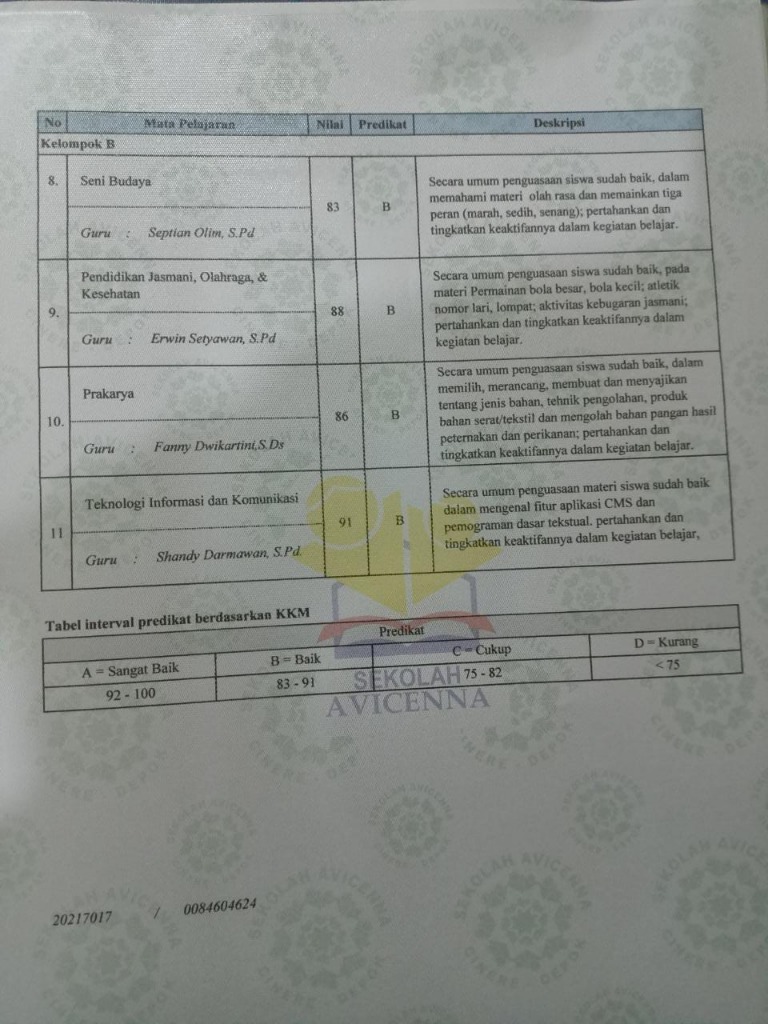 No Mata Pelajaran Nilai Predikat Deskripsi
Kelompok B
8. Seni Budaya
Guru : Septian Olim, S.Pd
83
B
Secara umum penguasaan siswa sudah baik, dalam
memahami materi olah rasa dan memainkan tiga
peran (marah, sedih, senang); pertahankan dan
tingkatkan keaktifannya dalam kegiatan belajar.
9. Pendidikan Jasmani, Olahraga, &
Kesehatan
Guru : Erwin Setyawan, S.Pd
88
B
Secara umum penguasaan siswa sudah baik, pada
materi Permainan bola besar, bola kecil; atletik
nomor lari, lompat; aktivitas kebugaran jasmani;
pertahankan dan tingkatkan keaktifannya dalam
kegiatan belajar.
10. Prakarya
Guru : Fanny Dwikartini,S.Ds
86
B
Secara umum penguasaan siswa sudah baik, dalam
memilih, merancang, membuat dan menyajikan
tentang jenis bahan, tehnik pengolahan, produk
bahan serat/tekstil dan mengolah bahan pangan hasil
peternakan dan perikanan; pertahankan dan
tingkatkan keaktifannya dalam kegiatan belajar.
11 Teknologi Informasi dan Komunikasi
Guru : Shandy Darmawan, S.Pd.
91
B
Secara umum penguasaan materi siswa sudah baik
dalam mengenal fitur aplikasi CMS dan
pemograman dasar tekstual. pertahankan dan
tingkatkan keaktifannya dalam kegiatan belajar,
Tabel interval predikat berdasarkan KKM
Predikat
A = Sangat Baik B = Baik C = Cukup D = Kurang
92 - 100 83 - 91 75 - 82 < 75
SEKOLAH
AVICENNA
20217017 / 0084604624